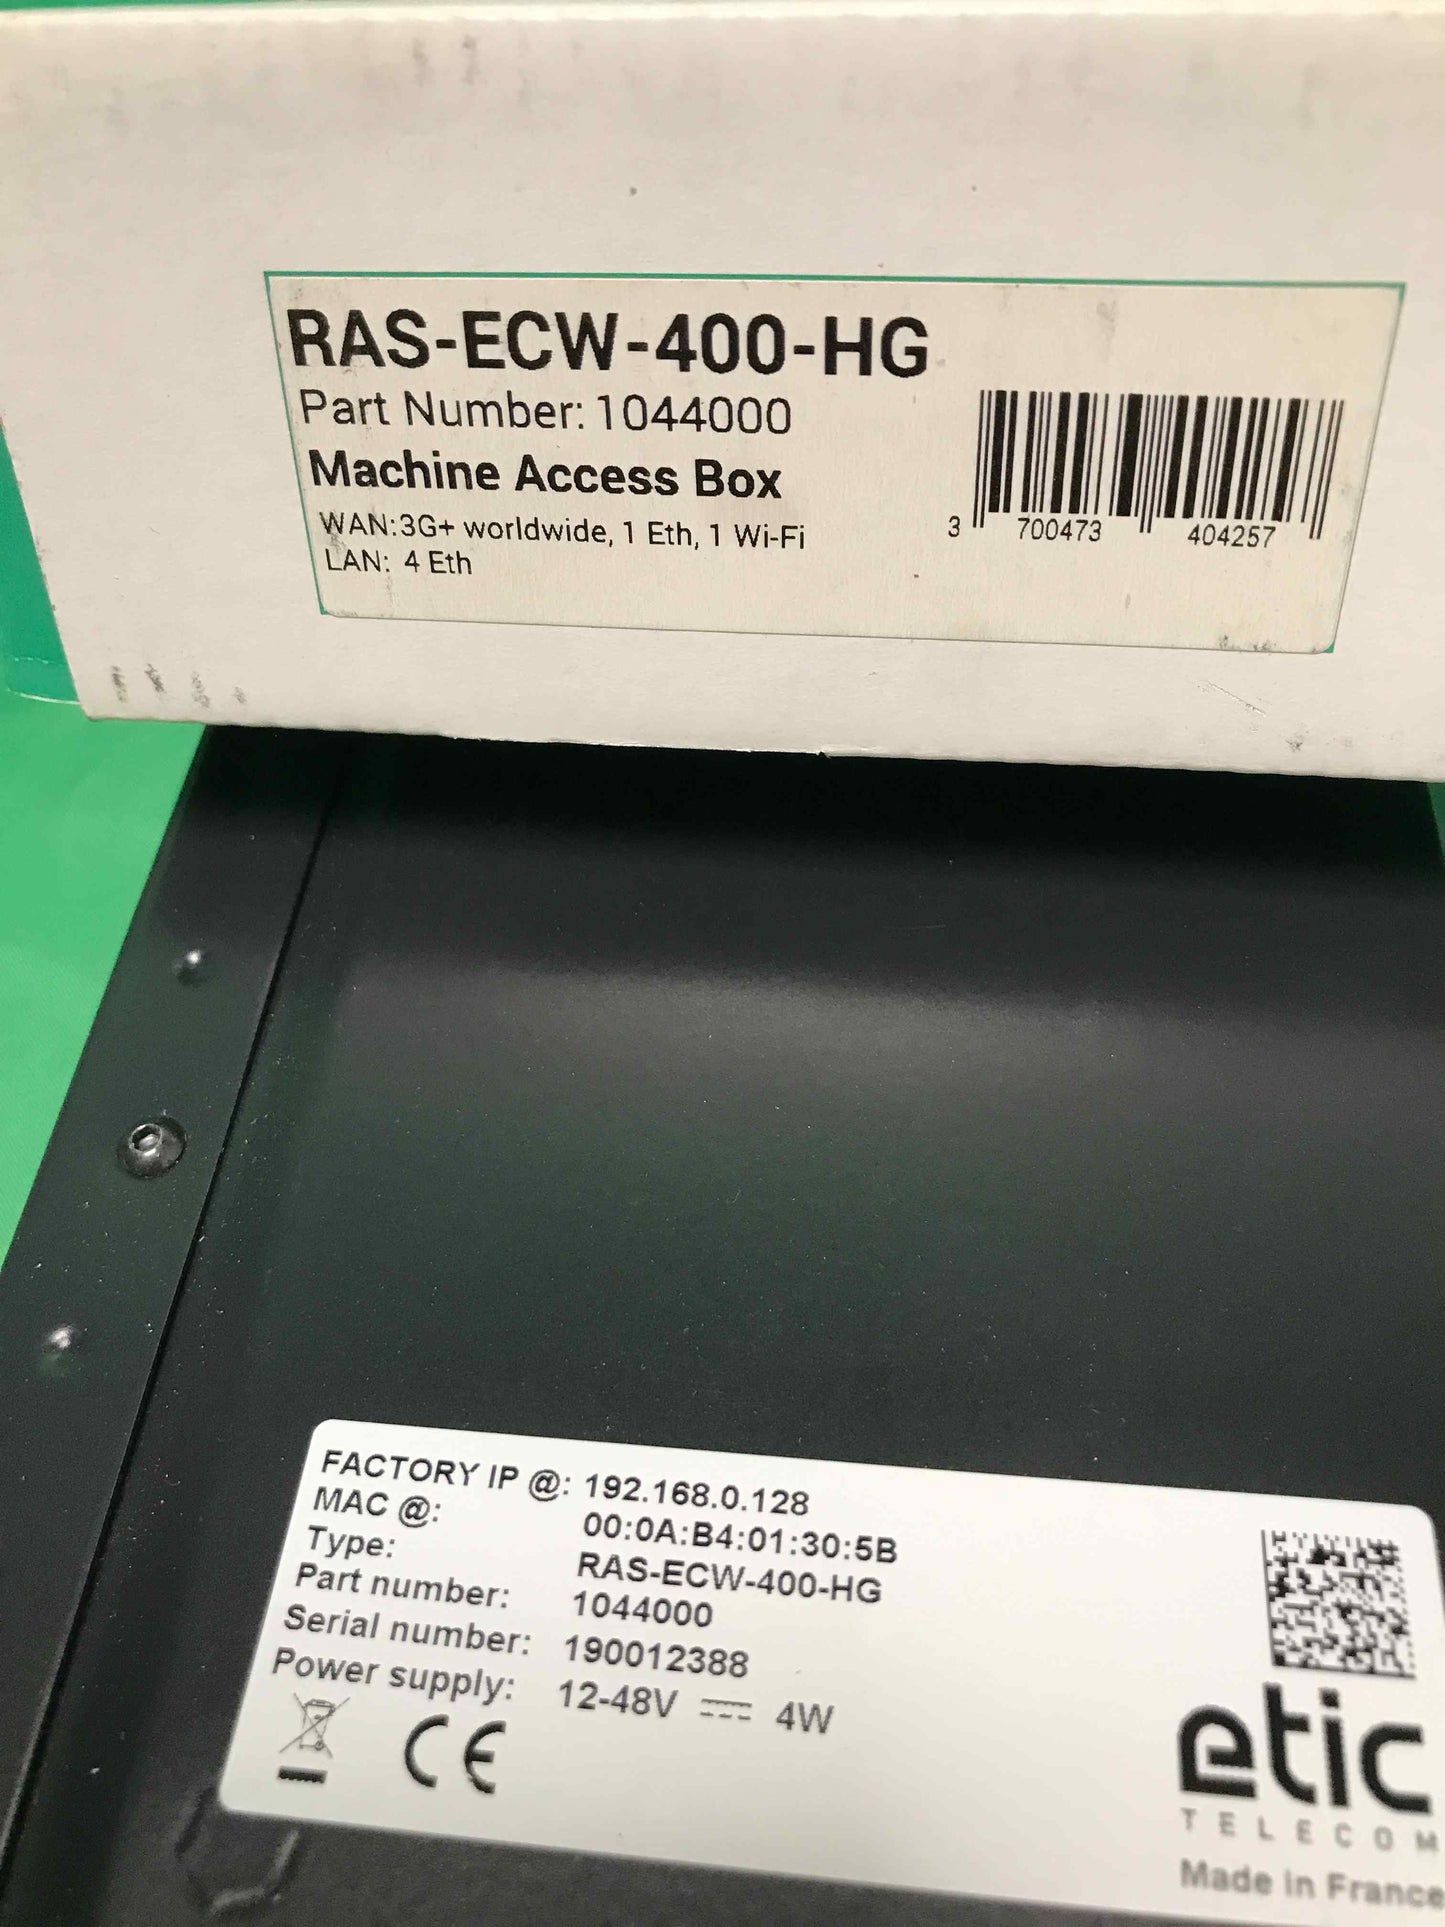 RAS-ECW-400-HG
Part Number: 1044000
Machine Access Box
WAN:3G+ worldwide, 1 Eth, 1 Wi-Fi
LAN: 4 Eth
3 700473 404257
FACTORY IP @: 192.168.0.128
MAC @: 00:0A:B4:01:30:5B
Type: RAS-ECW-400-HG
Part number: 1044000
Serial number: 190012388
Power supply: 12-48V ⎓ 4W
CE
etic
TELECOM
Made in France